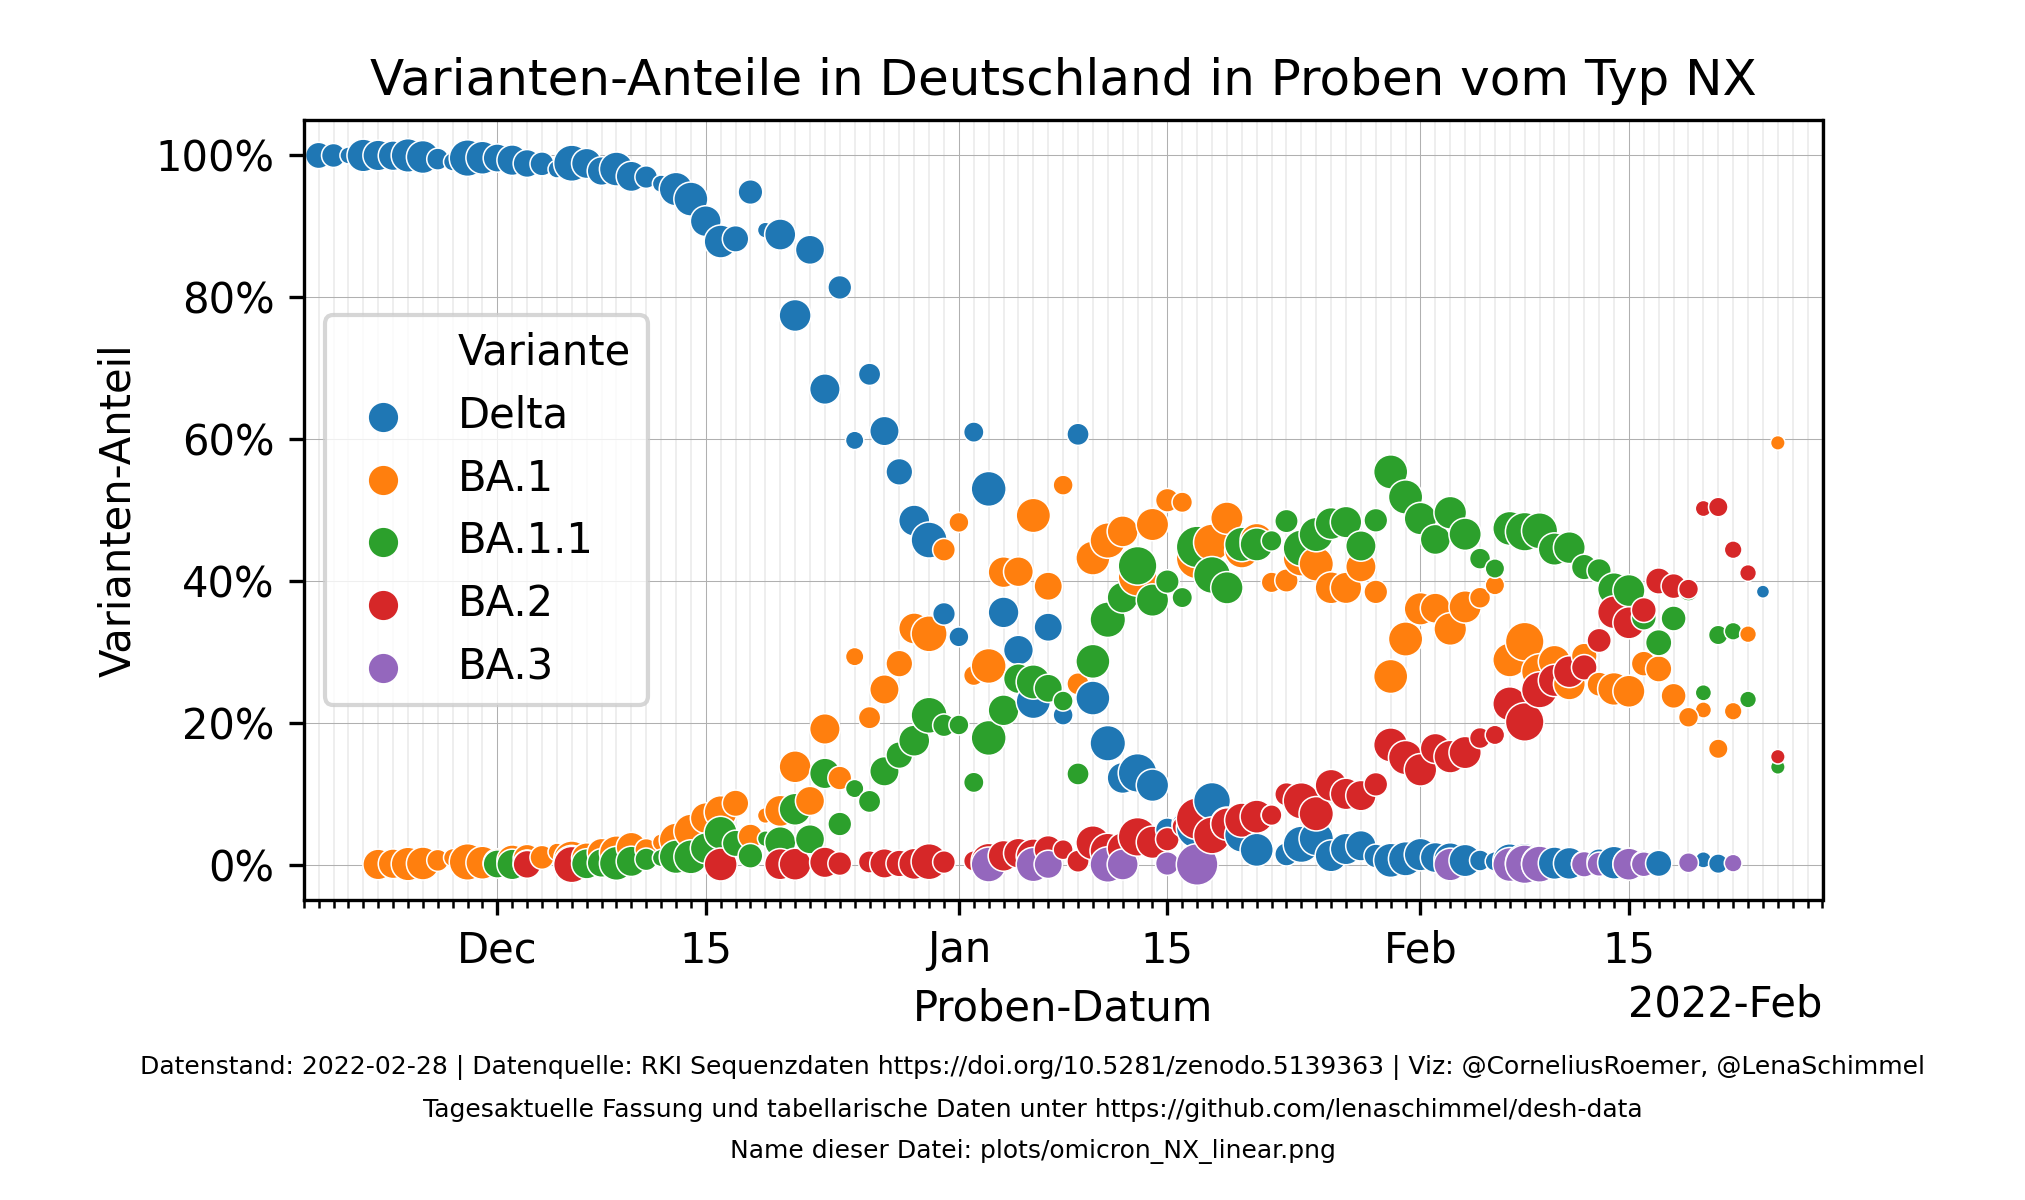 Varianten-Anteile in Deutschland in Proben vom Typ NX
Varianten-Anteil
100%
80%
60%
40%
20%
0%
Variante
Delta
BA.1
BA.1.1
BA.2
BA.3
Dec
15
Jan
15
Feb
15
Proben-Datum
2022-Feb
Datenstand: 2022-02-28 | Datenquelle: RKI Sequenzdaten https://doi.org/10.5281/zenodo.5139363 | Viz: @CorneliusRoemer, @LenaSchimmel
Tagesaktuelle Fassung und tabellarische Daten unter https://github.com/lenaschimmel/desh-data
Name dieser Datei: plots/omicron_NX_linear.png